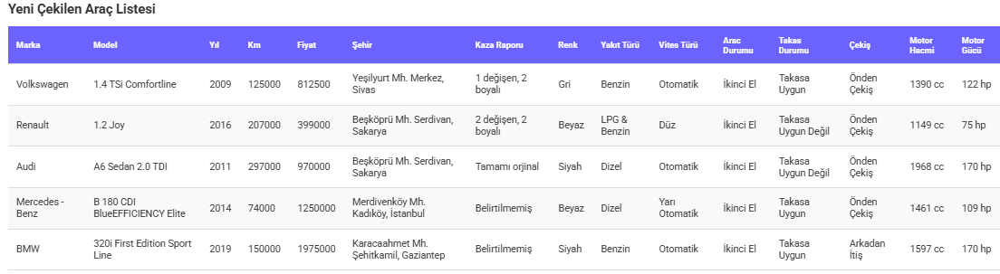 Yeni Çekilen Araç Listesi
Marka Model Yıl Km Fiyat Şehir Kaza Raporu Renk Yakıt Türü Vites Türü Arac Durumu Takas Durumu Çekiş Motor Hacmi Motor Gücü
Volkswagen 1.4 TSi Comfortline 2009 125000 812500 Yeşilyurt Mh. Merkez, Sivas 1 değişen, 2 boyalı Gri Benzin Otomatik İkinci El Takasa Uygun Önden Çekiş 1390 cc 122 hp
Renault 1.2 Joy 2016 207000 399000 Beşköprü Mh. Serdivan, Sakarya 2 değişen, 2 boyalı Beyaz LPG & Benzin Düz İkinci El Takasa Uygun Değil Önden Çekiş 1149 cc 75 hp
Audi A6 Sedan 2.0 TDI 2011 297000 970000 Beşköprü Mh. Serdivan, Sakarya Tamamı orjinal Siyah Dizel Otomatik İkinci El Takasa Uygun Değil Önden Çekiş 1968 cc 170 hp
Mercedes - Benz B 180 CDI BlueEFFICIENCY Elite 2014 74000 1250000 Merdivenköy Mh. Kadıköy, İstanbul Belirtilmemiş Beyaz Dizel Yarı Otomatik İkinci El Takasa Uygun Önden Çekiş 1461 cc 109 hp
BMW 320i First Edition Sport Line 2019 150000 1975000 Karacaahmet Mh. Şehitkamil, Gaziantep Belirtilmemiş Siyah Benzin Otomatik İkinci El Takasa Uygun Arkadan İtiş 1597 cc 170 hp